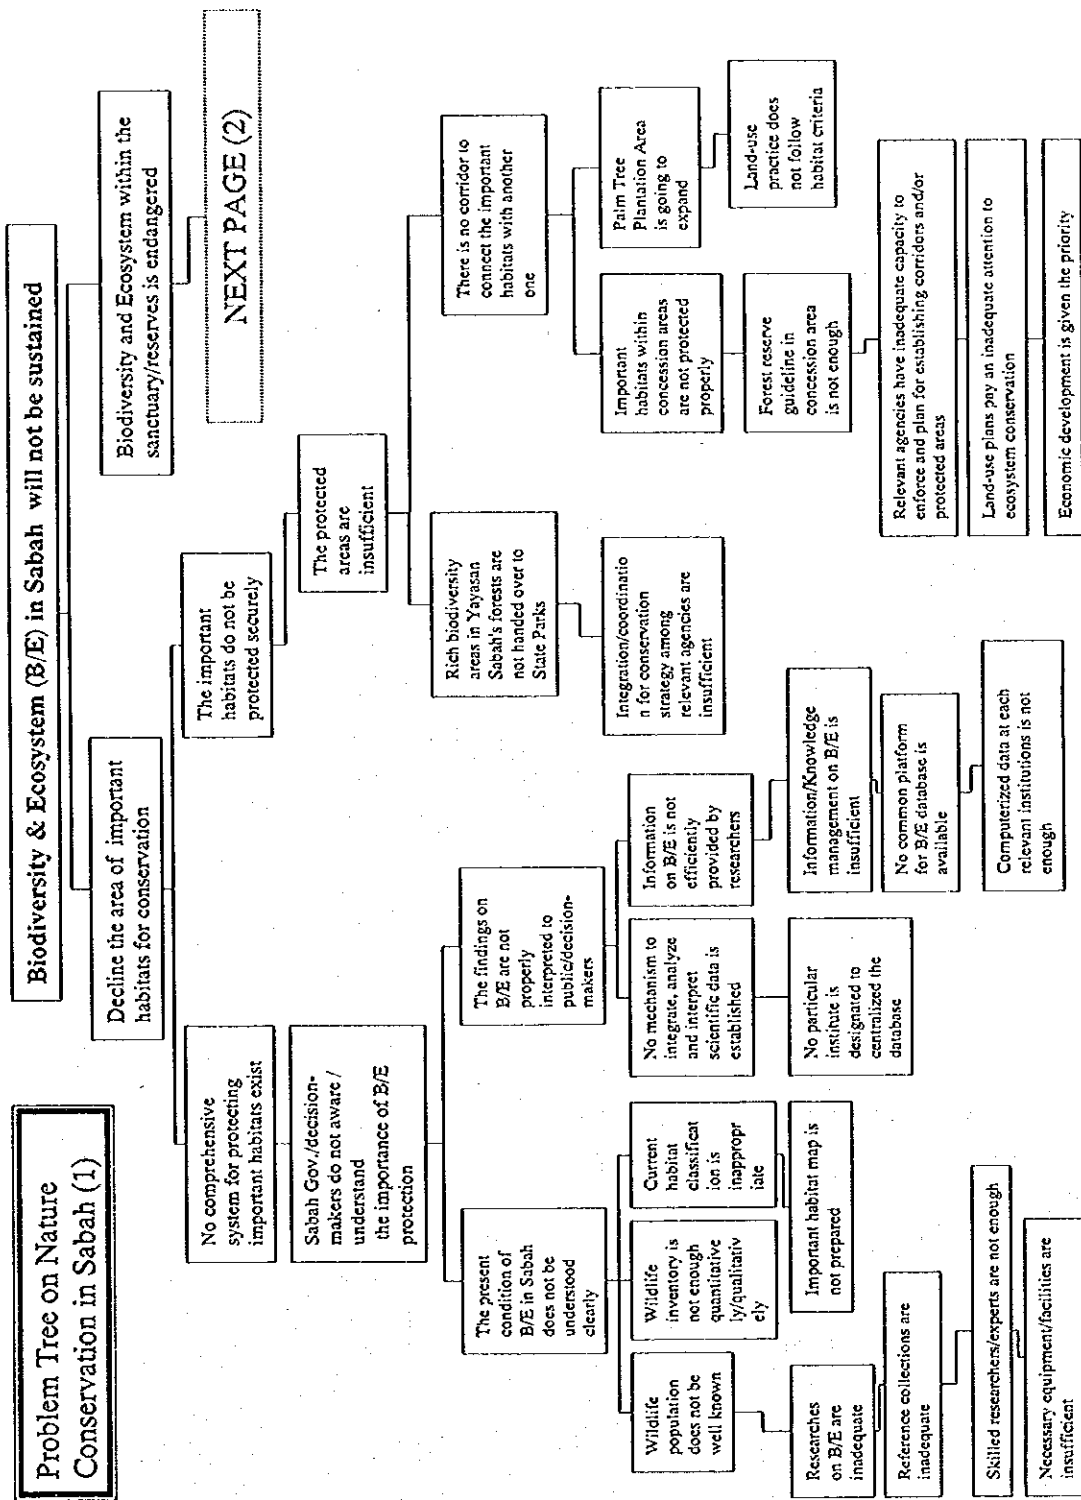 Problem Tree on Nature
Conservation in Sabah (1)
Biodiversity & Ecosystem (B/E) in Sabah will not be sustained
Decline the area of important
habitats for conservation
Biodiversity and Ecosystem within the
sanctuary/reserves is endangered
NEXT PAGE (2)
No comprehensive
system for protecting
important habitats exist
The important
habitats do not be
protected securely
Sabah Gov./decision-
makers do not aware /
understand
the importance of B/E
protection
The protected
areas are
insufficient
The present
condition of
B/E in Sabah
does not be
understood
clearly
The findings on
B/E are not
properly
interpreted to
public/decision-
makers
Rich biodiversity
areas in Yayasan
Sabah's forests are
not handed over to
State Parks
There is no corridor to
connect the important
habitats with another
one
Wildlife
population
does not be
well known
Wildlife
inventory is
not enough
quantitative
ly/qualitativ
ely
Current
habitat
classificat
ion is
inappropr
iate
No mechanism to
integrate, analyze
and interpret
scientific data is
established
Information
on B/E is not
efficiently
provided by
researchers
Integration/coordinatio
n for conservation
strategy among
relevant agencies are
insufficient
Important
habitats within
concession areas
are not protected
properly
Palm Tree
Plantation Area
is going to
expand
Researches
on B/E are
inadequate
Important habitat map is
not prepared
No particular
institute is
designated to
centralized the
database
Information/Knowledge
management on B/E is
insufficient
Forest reserve
guideline in
concession area
is not enough
Land-use
practice does
not follow
habitat criteria
Reference collections are
inadequate
No common platform
for B/E database is
available
Relevant agencies have inadequate capacity to
enforce and plan for establishing corridors and/or
protected areas
Skilled researchers/experts are not enough
Computerized data at each
relevant institutions is not
enough
Land-use plans pay an inadequate attention to
ecosystem conservation
Necessary equipment/facilities are
insufficient
Economic development is given the priority